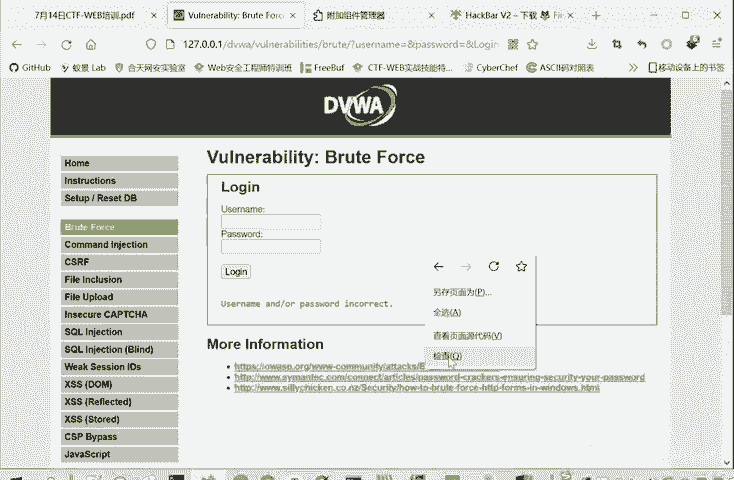 7月14日CTF-WEB培训.pdf
Vulnerability: Brute Force
附加组件管理器
HackBar V2 – 下载
127.0.0.1/dvwa/vulnerabilities/brute/?username=&password=&Login
GitHub
蚁景 Lab
合天网安实验室
Web安全工程师特训班
FreeBuf
CTF-WEB实战技能特...
CyberChef
ASCII码对照表
移动设备上的书签
DVWA
Home
Instructions
Setup / Reset DB
Brute Force
Command Injection
CSRF
File Inclusion
File Upload
Insecure CAPTCHA
SQL Injection
SQL Injection (Blind)
Weak Session IDs
XSS (DOM)
XSS (Reflected)
XSS (Stored)
CSP Bypass
JavaScript
Vulnerability: Brute Force
Login
Username:
Password:
Login
Username and/or password incorrect.
另存页面为(P)...
全选(A)
查看页面源代码(V)
检查(Q)
More Information
https://owasp.org/www-community/attacks/
http://www.symantec.com/connect/articles/password-crackers-ensuring-security-your-password
http://www.sillychicken.co.nz/Security/how-to-brute-force-http-forms-in-windows.html